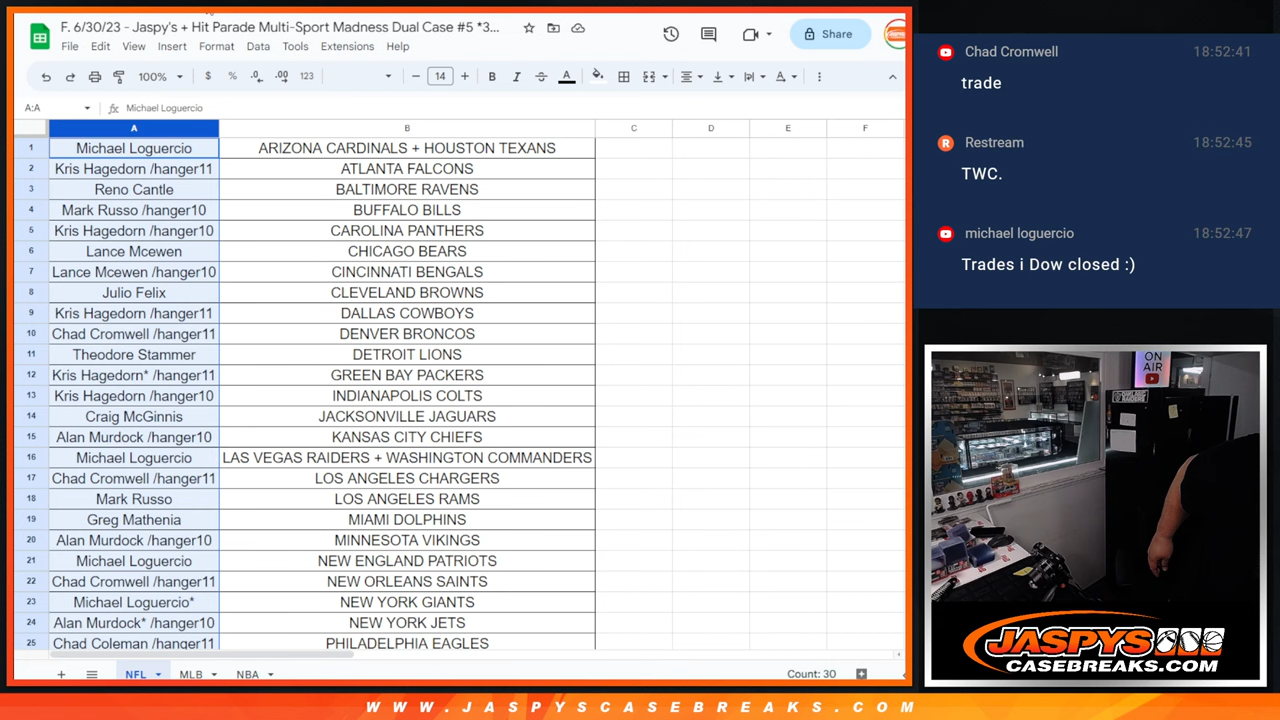 F. 6/30/23 - Jaspy's + Hit Parade Multi-Sport Madness Dual Case #5 *3...
Share
File Edit View Insert Format Data Tools Extensions Help
100% $ % .0 .00 123 14 B I A
A:A fx Michael Loguercio
A B C D E F
1 Michael Loguercio ARIZONA CARDINALS + HOUSTON TEXANS
2 Kris Hagedorn /hanger11 ATLANTA FALCONS
3 Reno Cantle BALTIMORE RAVENS
4 Mark Russo /hanger10 BUFFALO BILLS
5 Kris Hagedorn /hanger10 CAROLINA PANTHERS
6 Lance Mcewen CHICAGO BEARS
7 Lance Mcewen /hanger10 CINCINNATI BENGALS
8 Julio Felix CLEVELAND BROWNS
9 Kris Hagedorn /hanger11 DALLAS COWBOYS
10 Chad Cromwell /hanger11 DENVER BRONCOS
11 Theodore Stammer DETROIT LIONS
12 Kris Hagedorn* /hanger11 GREEN BAY PACKERS
13 Kris Hagedorn /hanger10 INDIANAPOLIS COLTS
14 Craig McGinnis JACKSONVILLE JAGUARS
15 Alan Murdock /hanger10 KANSAS CITY CHIEFS
16 Michael Loguercio LAS VEGAS RAIDERS + WASHINGTON COMMANDERS
17 Chad Cromwell /hanger11 LOS ANGELES CHARGERS
18 Mark Russo LOS ANGELES RAMS
19 Greg Mathenia MIAMI DOLPHINS
20 Alan Murdock /hanger10 MINNESOTA VIKINGS
21 Michael Loguercio NEW ENGLAND PATRIOTS
22 Chad Cromwell /hanger11 NEW ORLEANS SAINTS
23 Michael Loguercio* NEW YORK GIANTS
24 Alan Murdock* /hanger10 NEW YORK JETS
25 Chad Coleman /hanger11 PHILADELPHIA EAGLES
NFL MLB NBA Count: 30
Chad Cromwell 18:52:41
trade
Restream 18:52:45
TWC.
michael loguercio 18:52:47
Trades i Dow closed :)
ON
AIR
JASPYS
CASEBREAKS.COM
WWW.JASPYSCASEBREAKS.COM